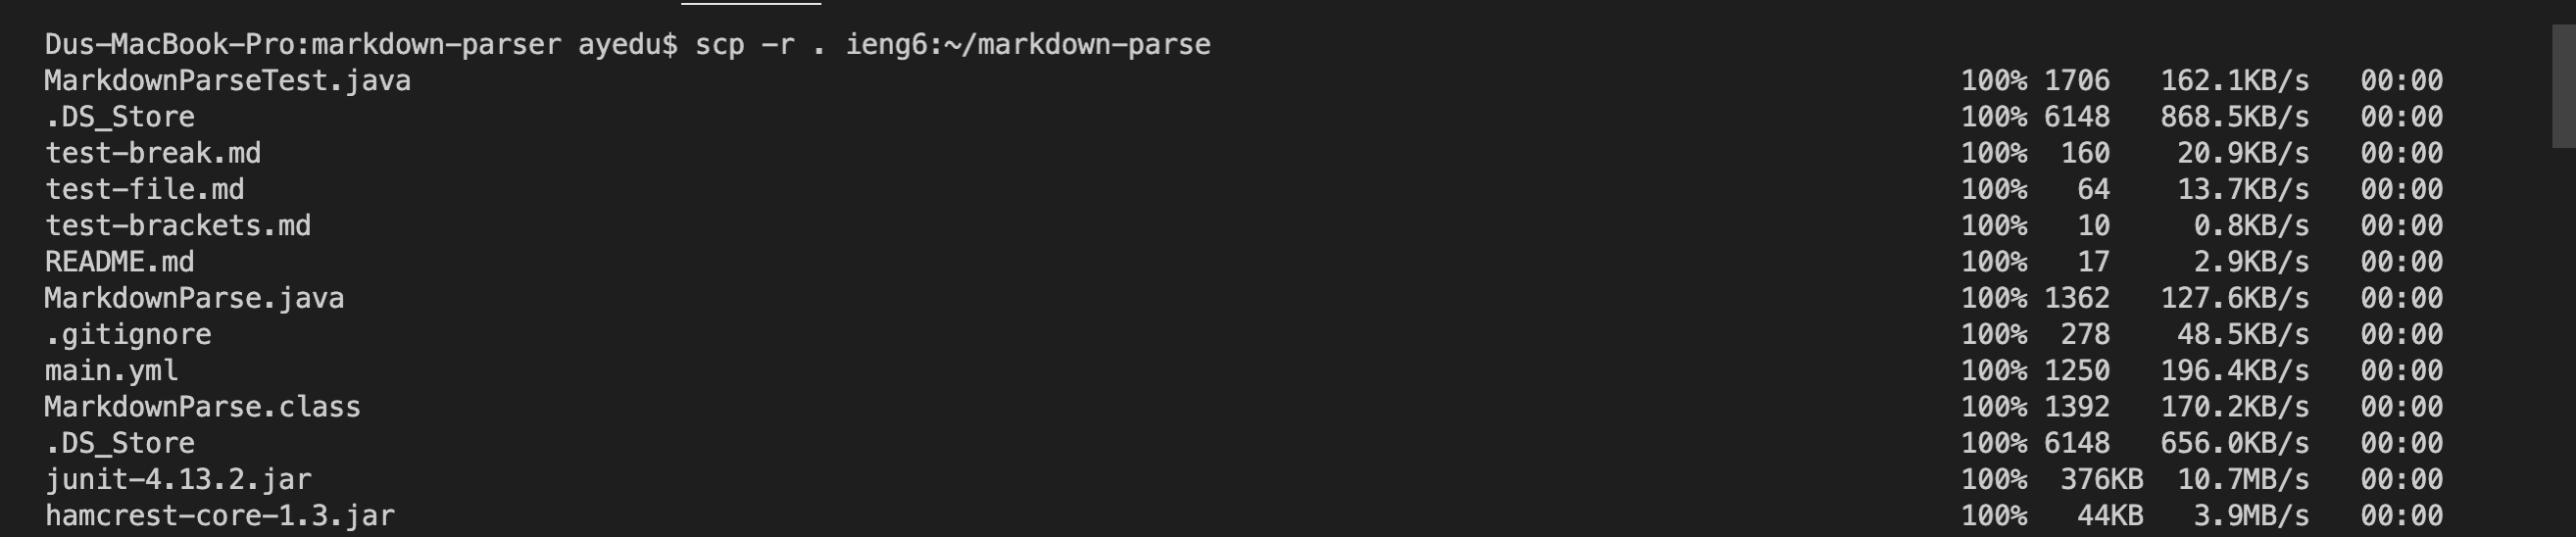 Dus-MacBook-Pro:markdown-parser ayedu$ scp -r . ieng6:~/markdown-parse
MarkdownParseTest.java 100% 1706 162.1KB/s 00:00
.DS_Store 100% 6148 868.5KB/s 00:00
test-break.md 100% 160 20.9KB/s 00:00
test-file.md 100% 64 13.7KB/s 00:00
test-brackets.md 100% 10 0.8KB/s 00:00
README.md 100% 17 2.9KB/s 00:00
MarkdownParse.java 100% 1362 127.6KB/s 00:00
.gitignore 100% 278 48.5KB/s 00:00
main.yml 100% 1250 196.4KB/s 00:00
MarkdownParse.class 100% 1392 170.2KB/s 00:00
.DS_Store 100% 6148 656.0KB/s 00:00
junit-4.13.2.jar 100% 376KB 10.7MB/s 00:00
hamcrest-core-1.3.jar 100% 44KB 3.9MB/s 00:00